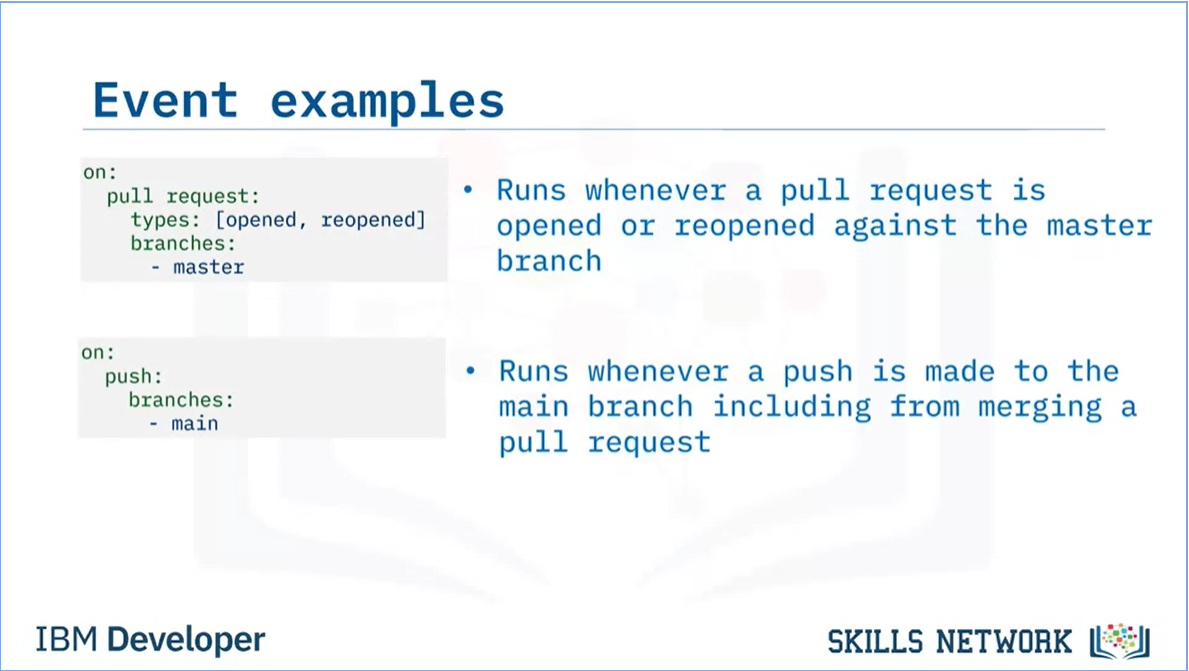 Event examples
on:
pull request:
types: [opened, reopened]
branches:
- master
• Runs whenever a pull request is
opened or reopened against the master
branch
on:
push:
branches:
- main
• Runs whenever a push is made to the
main branch including from merging a
pull request
IBM Developer
SKILLS NETWORK